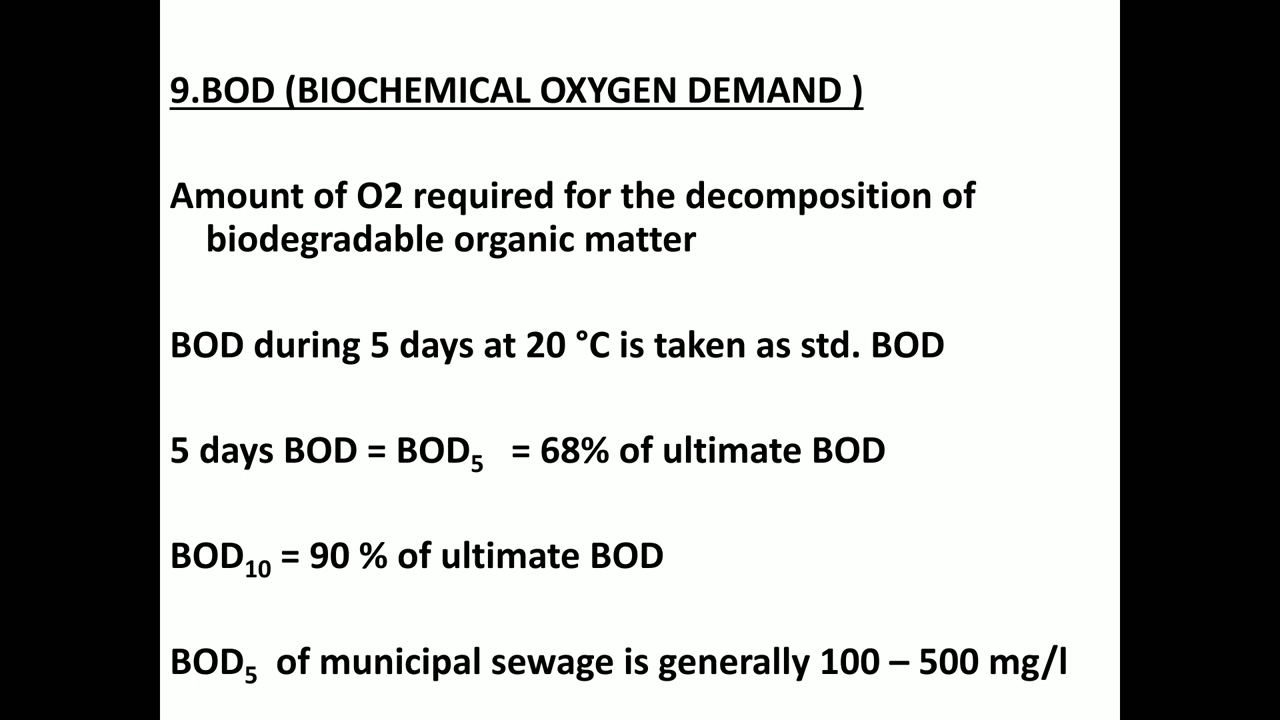 9.BOD (BIOCHEMICAL OXYGEN DEMAND )
Amount of O2 required for the decomposition of
biodegradable organic matter
BOD during 5 days at 20 °C is taken as std. BOD
5 days BOD = BOD₅ = 68% of ultimate BOD
BOD₁₀ = 90 % of ultimate BOD
BOD₅ of municipal sewage is generally 100 – 500 mg/l